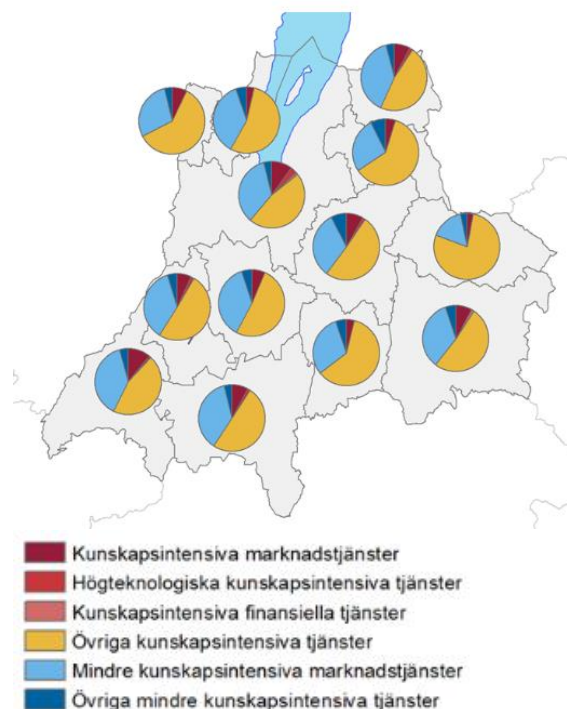 Kunskapsintensiva marknadstjänster
Högteknologiska kunskapsintensiva tjänster
Kunskapsintensiva finansiella tjänster
Övriga kunskapsintensiva tjänster
Mindre kunskapsintensiva marknadstjänster
Övriga mindre kunskapsintensiva tjänster